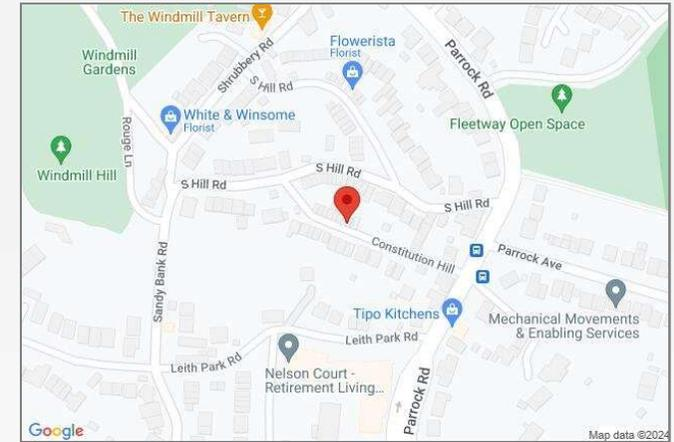 The Windmill Tavern
Windmill
Gardens
Shrubbery Rd
Flowerista
Florist
Parrock Rd
S Hill Rd
White & Winsome
Florist
Fleetway Open Space
Rouge Ln
Windmill Hill
S Hill Rd
S Hill Rd
S Hill Rd
Constitution Hill
Parrock Ave
Sandy Bank Rd
Tipo Kitchens
Mechanical Movements
& Enabling Services
Leith Park Rd
Leith Park Rd
Nelson Court -
Retirement Living...
Parrock Rd
Google
Map data ©2024